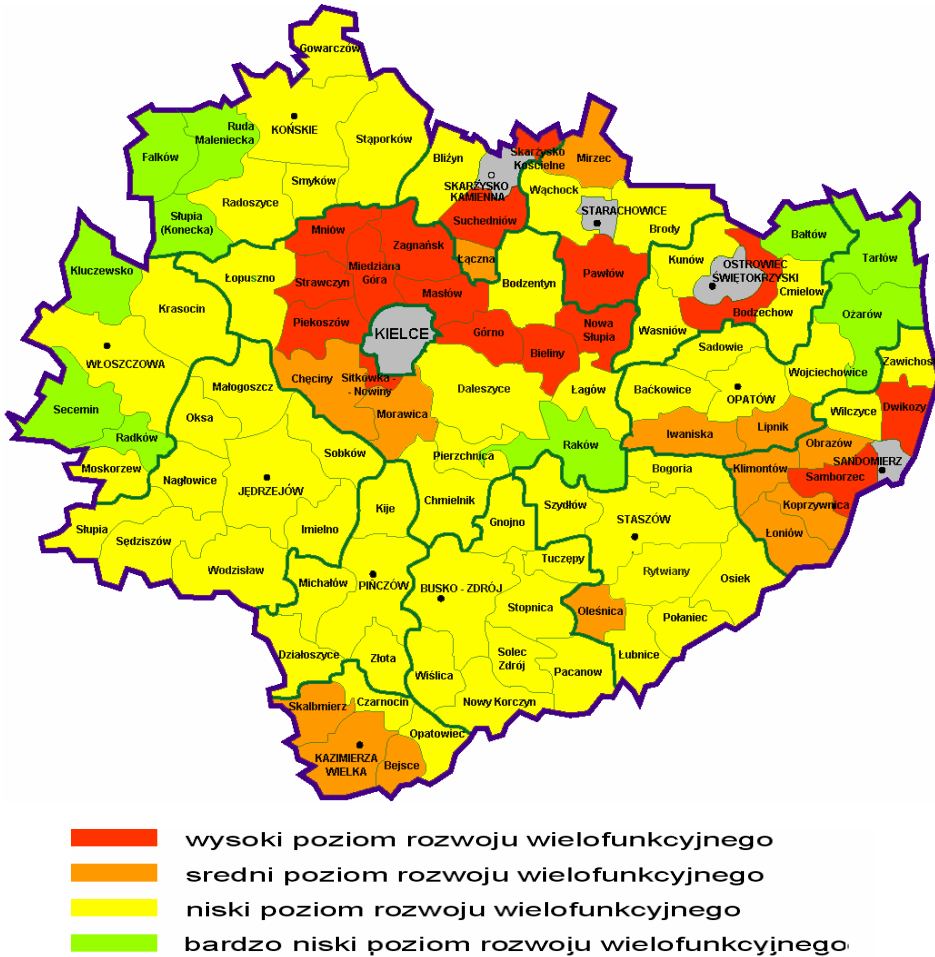 Gowarczów
KOŃSKIE
Ruda
Maleniecka
Stąporków
Fałków
Smyków
Radoszyce
Słupia
(Konecka)
Bliżyn
Skarżysko
Kościelne
Mirzec
SKARŻYSKO
KAMIENNA
Wąchock
STARACHOWICE
Suchedniów
Brody
Mniów
Zagnańsk
Łączna
Miedziana
Góra
Strawczyn
Masłów
Bodzentyn
Pawłów
Kunów
OSTROWIEC
ŚWIĘTOKRZYSKI
Bałtów
Tarłów
Ćmielow
Bodzechow
Ożarów
Kluczewsko
Krasocin
Łopuszno
Piekoszów
KIELCE
Górno
Bieliny
Nowa
Słupia
Waśniów
Sadowie
Wojciechowice
Zawichost
WŁOSZCZOWA
Małogoszcz
Chęciny
Sitkówka -
- Nowiny
Morawica
Daleszyce
Łagów
Baćkowice
OPATÓW
Wilczyce
Dwikozy
Secemin
Radków
Oksa
Iwaniska
Lipnik
Obrazów
SANDOMIERZ
Moskorzew
Nagłowice
Sobków
Pierzchnica
Raków
Bogoria
Klimontów
Samborzec
JĘDRZEJÓW
Kije
Chmielnik
Gnojno
Szydłów
STASZÓW
Koprzywnica
Łoniów
Słupia
Sędziszów
Imielno
Wodzisław
Michałów
PIŃCZÓW
BUSKO - ZDRÓJ
Tuczępy
Rytwiany
Osiek
Stopnica
Oleśnica
Połaniec
Działoszyce
Złota
Wiślica
Solec
Zdrój
Pacanow
Łubnice
Skalbmierz
Czarnocin
Nowy Korczyn
Opatowiec
KAZIMIERZA
WIELKA
Bejsce
wysoki poziom rozwoju wielofunkcyjnego
sredni poziom rozwoju wielofunkcyjnego
niski poziom rozwoju wielofunkcyjnego
bardzo niski poziom rozwoju wielofunkcyjnego